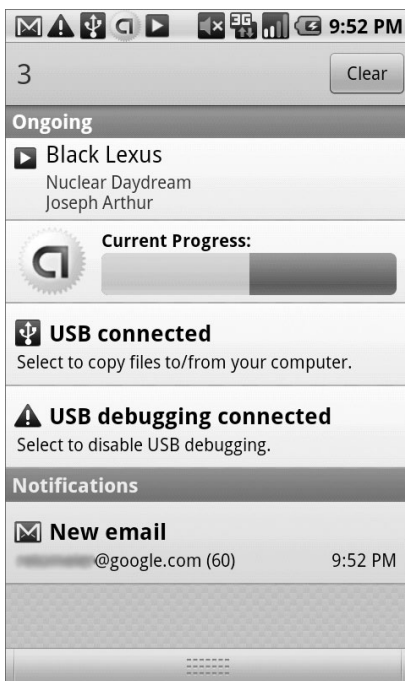 3G 9:52 PM
3 Clear
Ongoing
Black Lexus
Nuclear Daydream
Joseph Arthur
Current Progress:
USB connected
Select to copy files to/from your computer.
USB debugging connected
Select to disable USB debugging.
Notifications
New email
@google.com (60) 9:52 PM